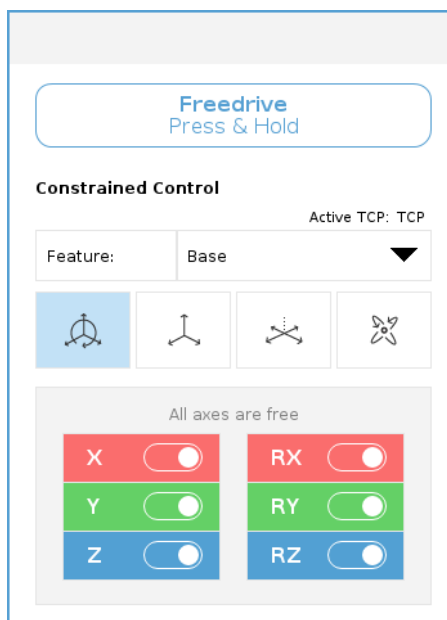 Freedrive
Press & Hold
Constrained Control
Active TCP: TCP
Feature: Base
All axes are free
X RX
Y RY
Z RZ